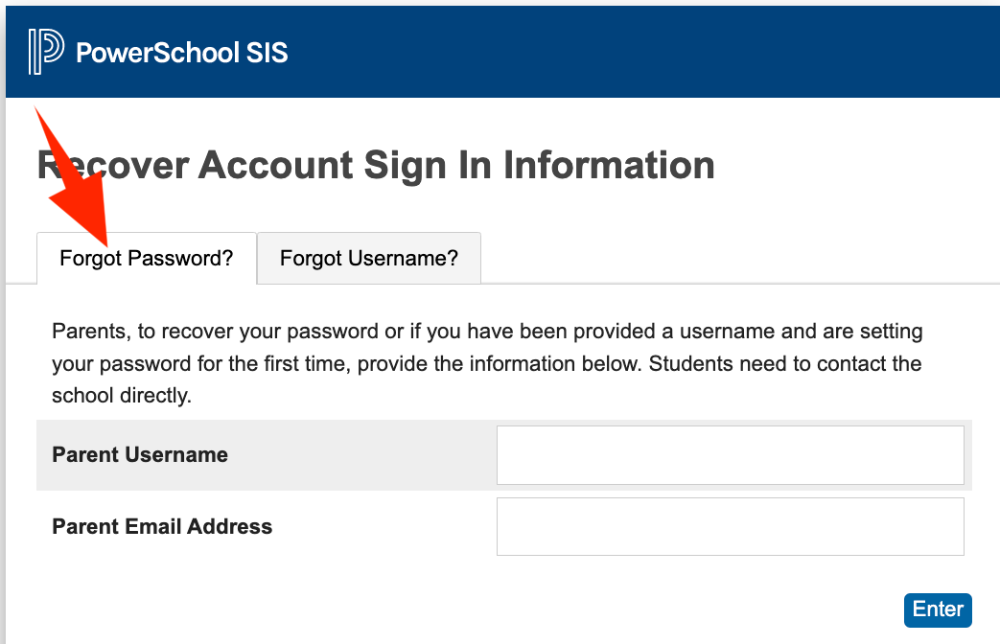 PowerSchool SIS
Recover Account Sign In Information
Forgot Password?
Forgot Username?
Parents, to recover your password or if you have been provided a username and are setting
your password for the first time, provide the information below. Students need to contact the
school directly.
Parent Username
Parent Email Address
Enter